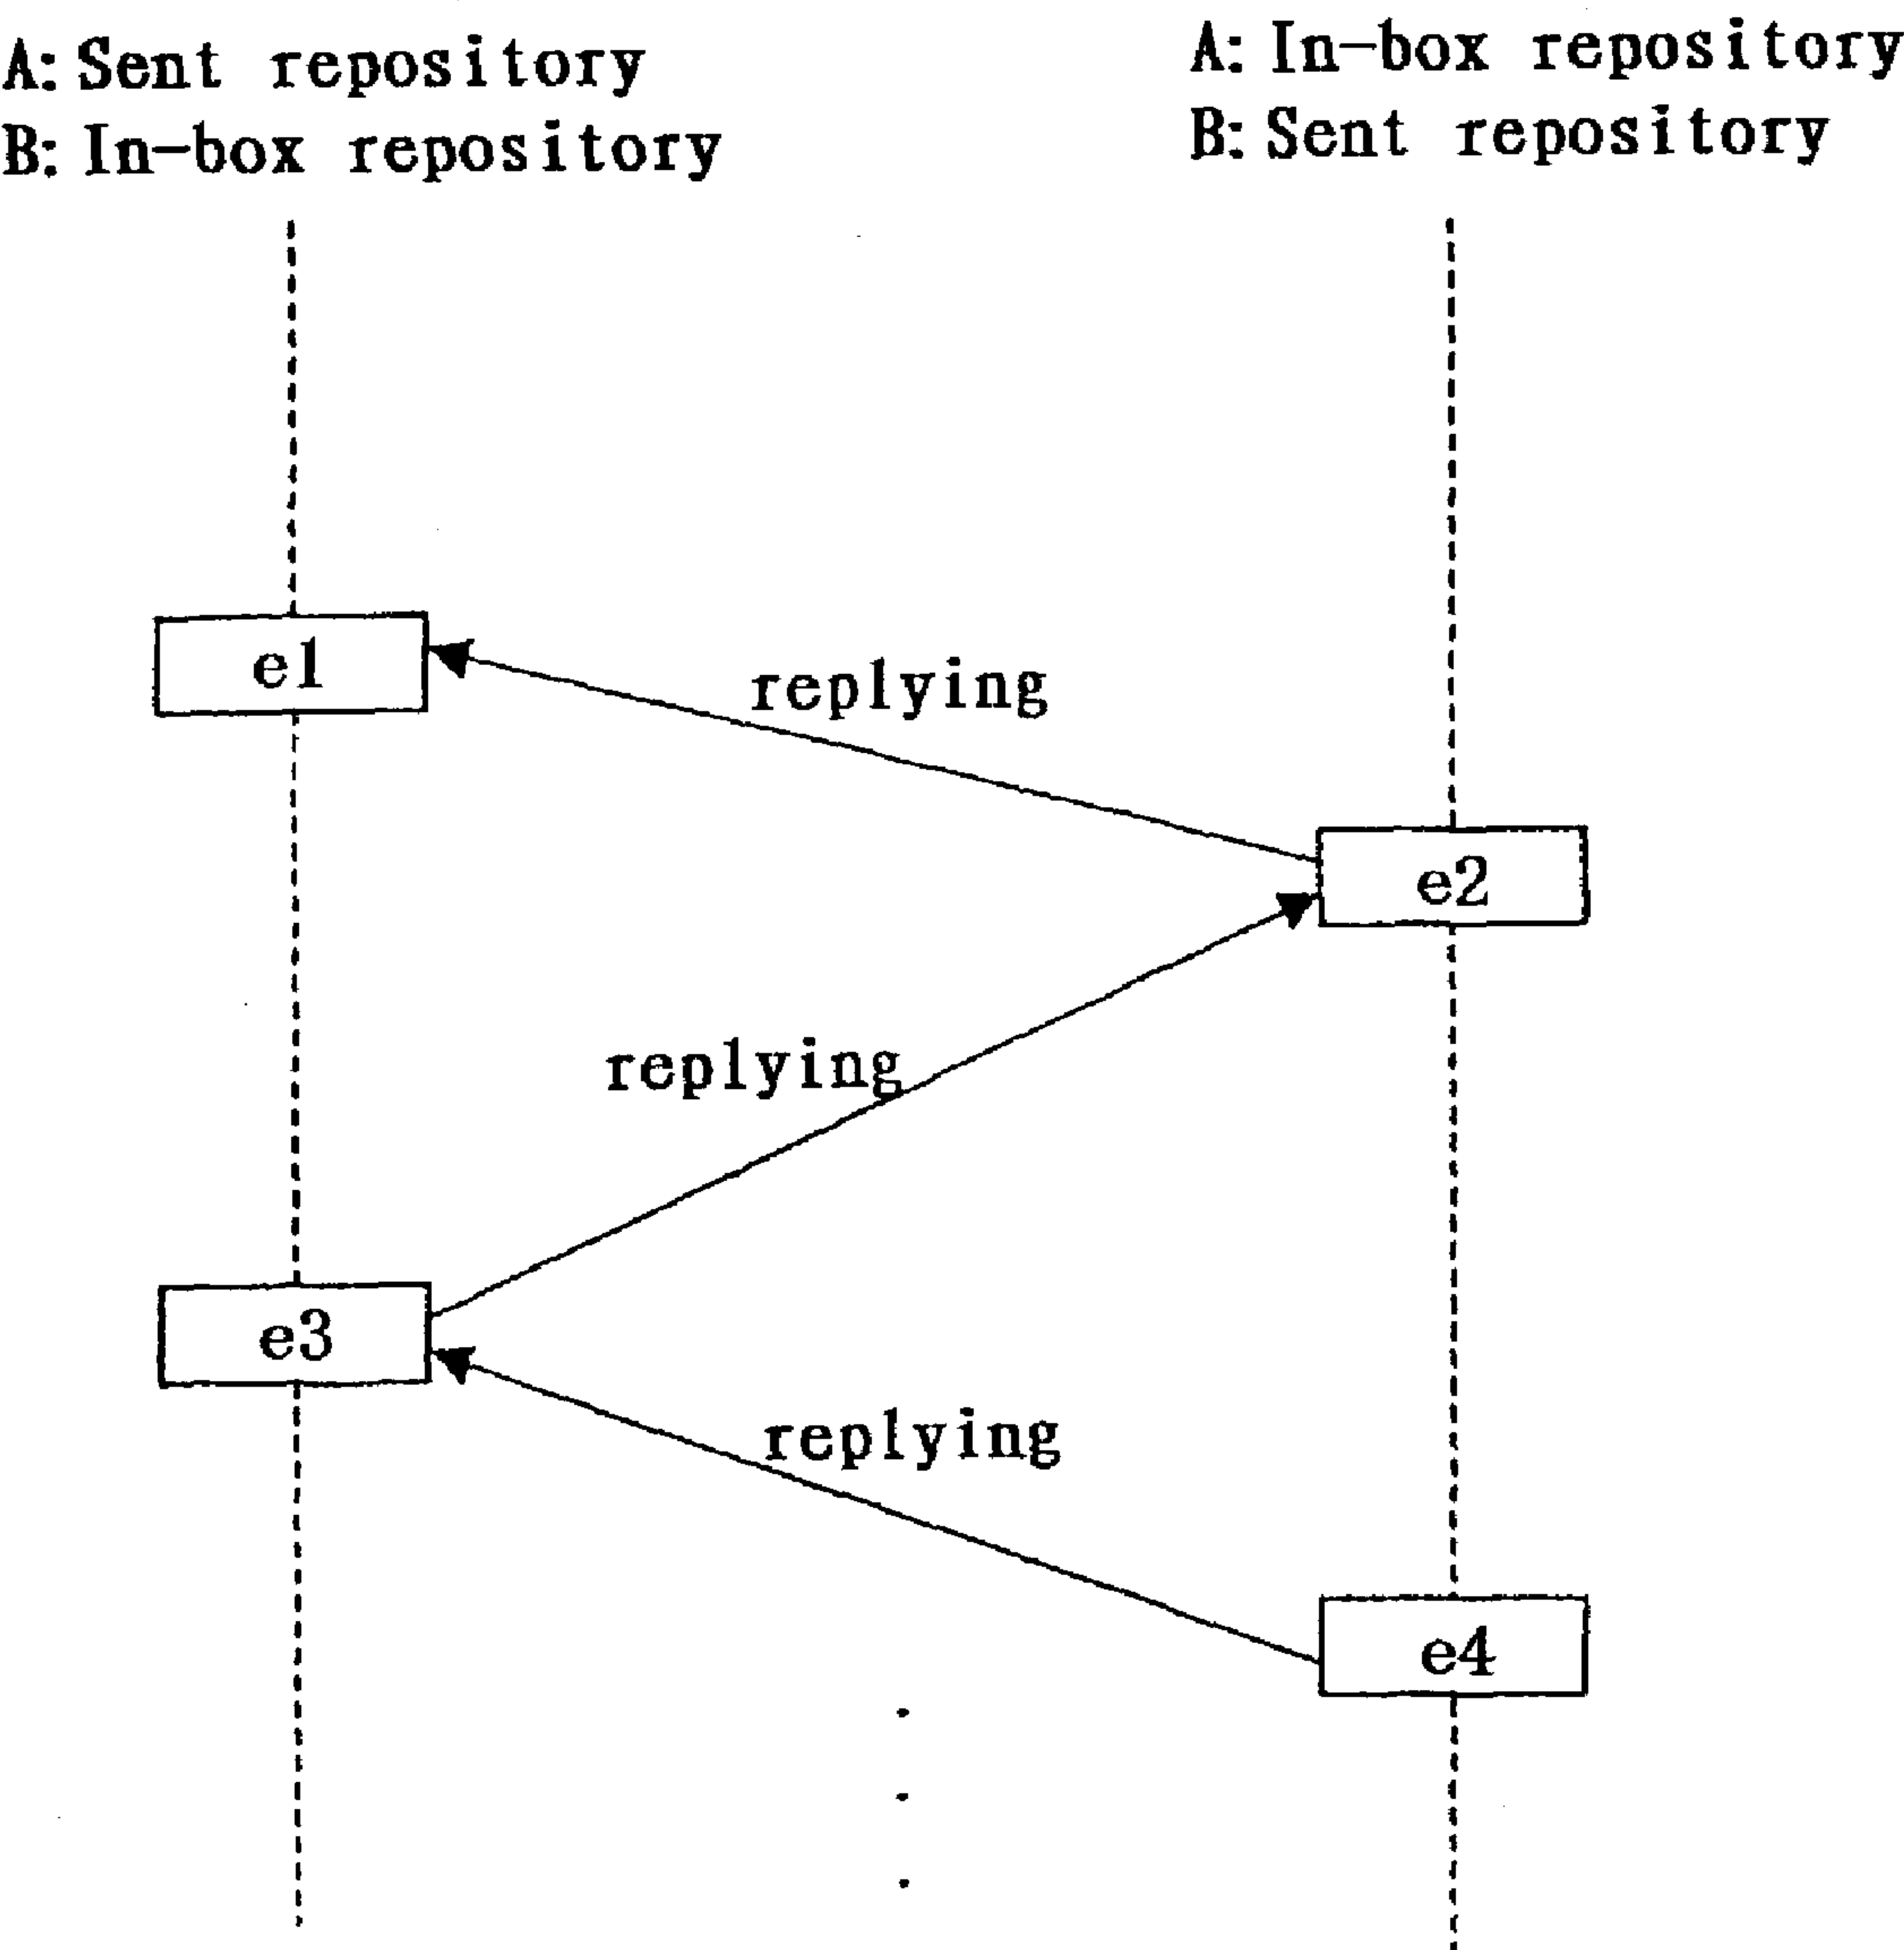 A: Sent repository
B: In-box repository
A: In-box repository
B: Sent repository
e1
replying
e2
replying
e3
replying
e4